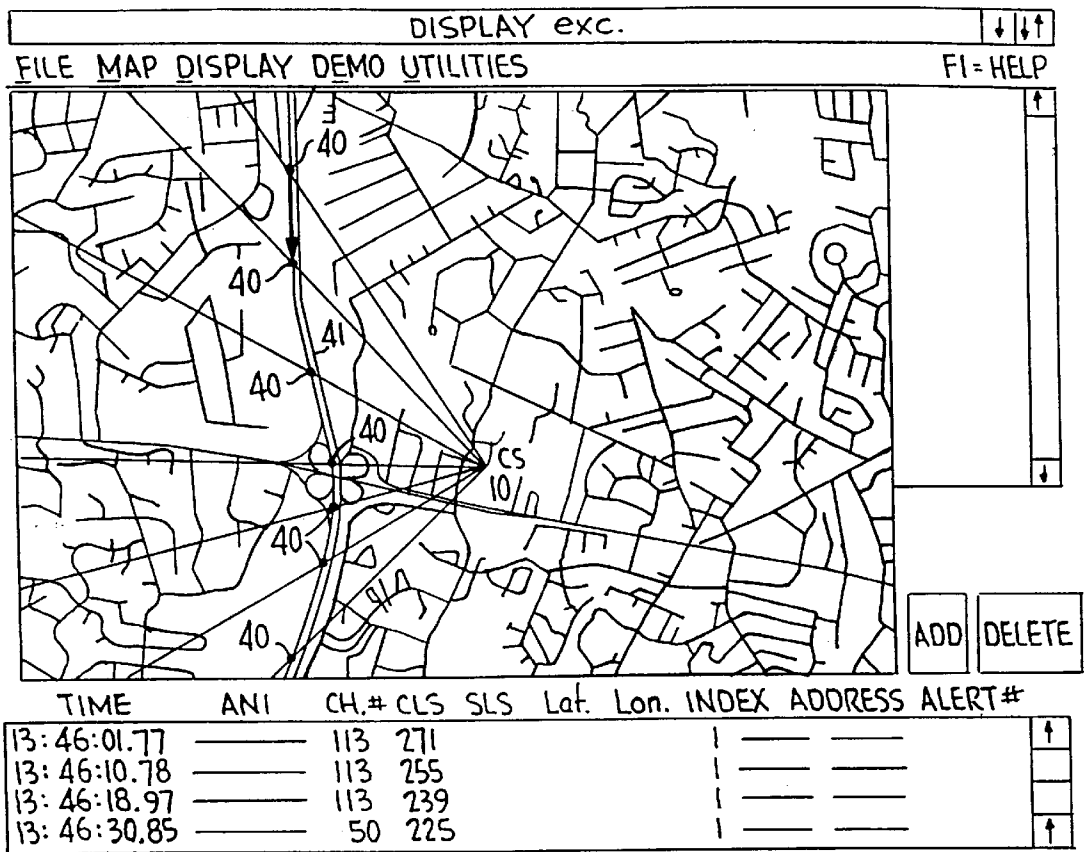 DISPLAY exc.
FILE MAP DISPLAY DEMO UTILITIES F1=HELP
40
40
41
40
40
CS
10
40
40
ADD DELETE
TIME ANI CH.# CLS SLS Lat. Lon. INDEX ADDRESS ALERT#
13:46:01.77 113 271 1
13:46:10.78 113 255 1
13:46:18.97 113 239 1
13:46:30.85 50 225 1